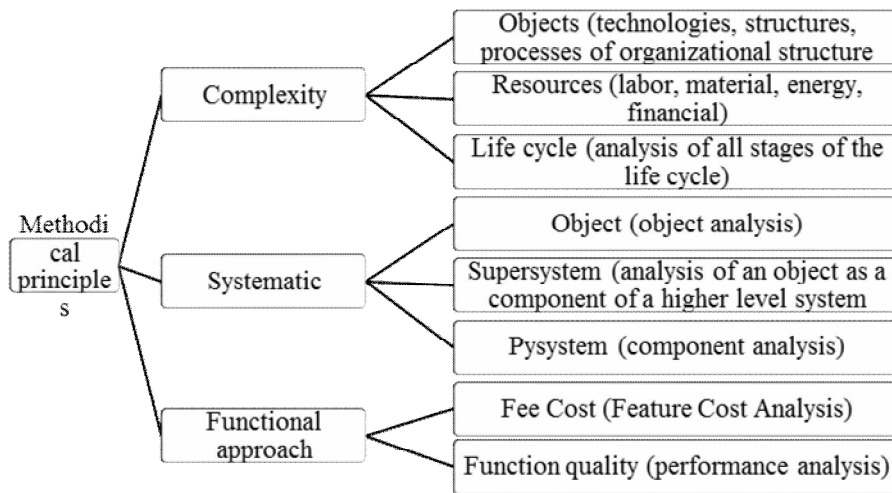 Methodi
cal
principle
s
Complexity
Objects (technologies, structures,
processes of organizational structure
Resources (labor, material, energy,
financial)
Life cycle (analysis of all stages of the
life cycle)
Systematic
Object (object analysis)
Supersystem (analysis of an object as a
component of a higher level system
Pysystem (component analysis)
Functional
approach
Fee Cost (Feature Cost Analysis)
Function quality (performance analysis)